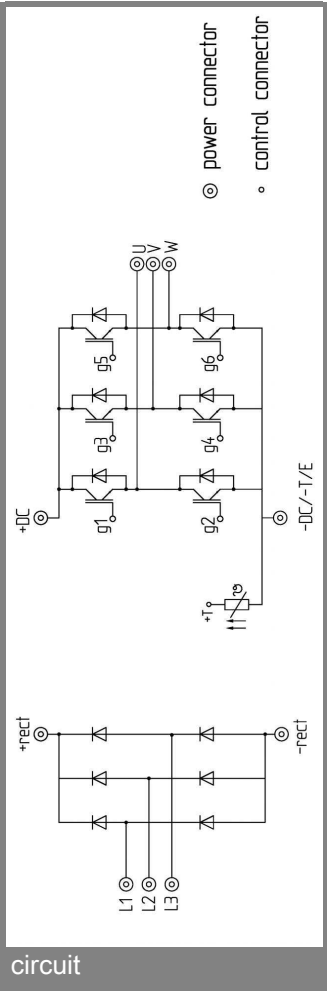 power connector
control connector
U
V
W
+DC
g1
g3
g5
g2
g4
g6
+T
ϑ
-DC/-T/E
+rect
L1
L2
L3
-rect
circuit